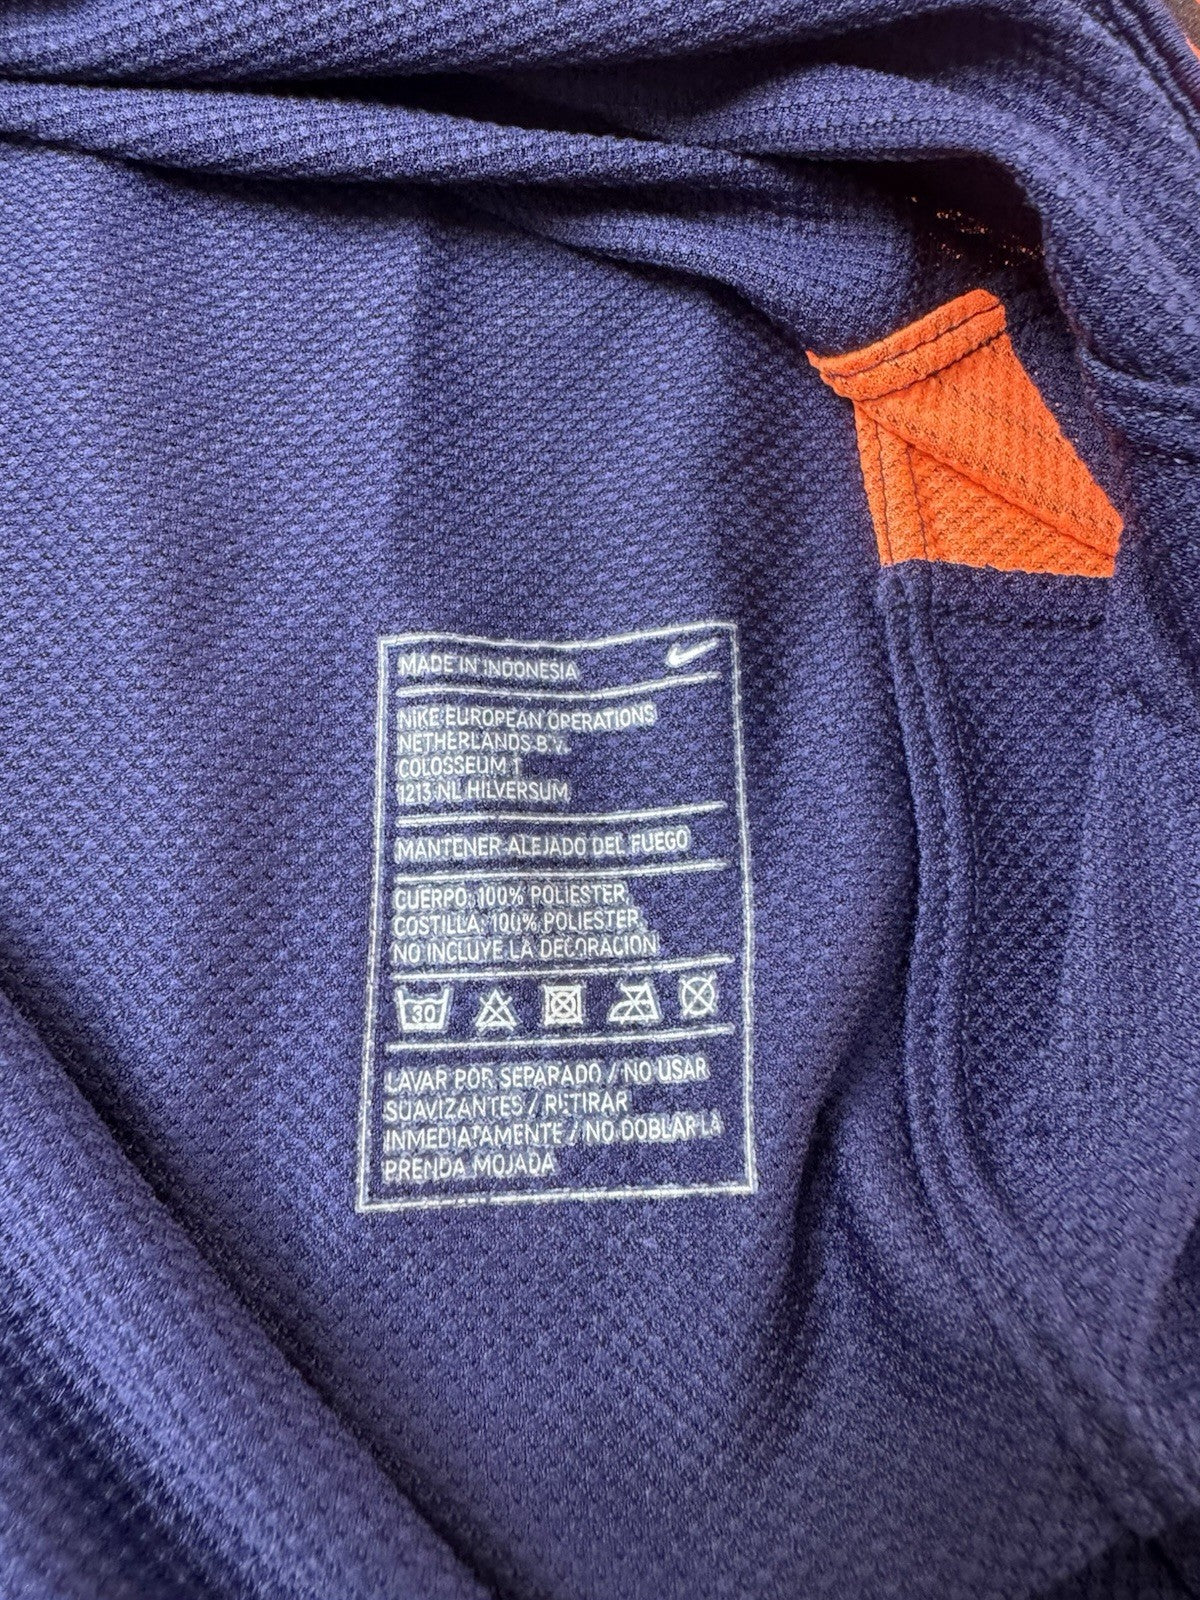 MADE IN INDONESIA
NIKE EUROPEAN OPERATIONS
NETHERLANDS B.V.
COLOSSEUM 1
1213 NL HILVERSUM
MANTENER ALEJADO DEL FUEGO
CUERPO: 100% POLIESTER
COSTILLA: 100% POLIESTER
NO INCLUYE LA DECORACION
30
LAVAR POR SEPARADO / NO USAR
SUAVIZANTES / RETIRAR
INMEDIATAMENTE / NO DOBLAR LA
PRENDA MOJADA